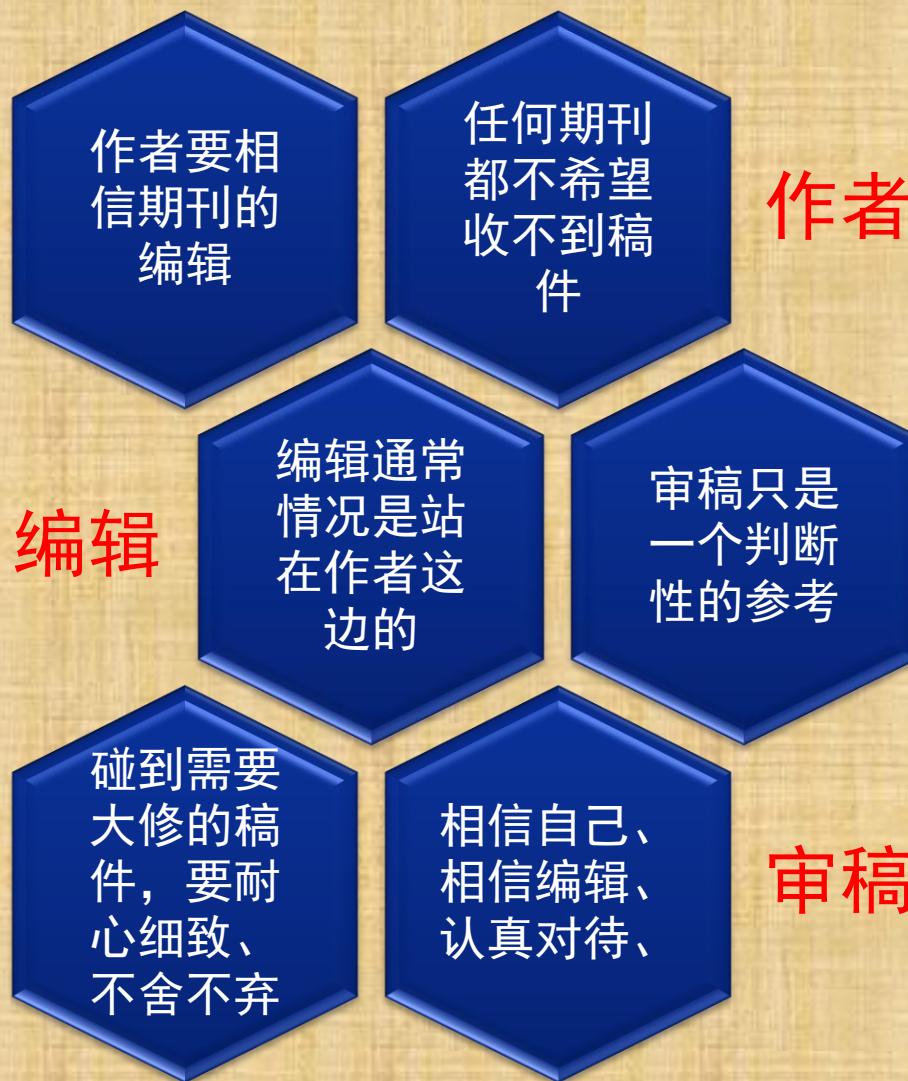 作者要相
信期刊的
编辑
任何期刊
都不希望
收不到稿
件
作者
编辑
编辑通常
情况是站
在作者这
边的
审稿只是
一个判断
性的参考
碰到需要
大修的稿
件，要耐
心细致、
不舍不弃
相信自己、
相信编辑、
认真对待、
审稿